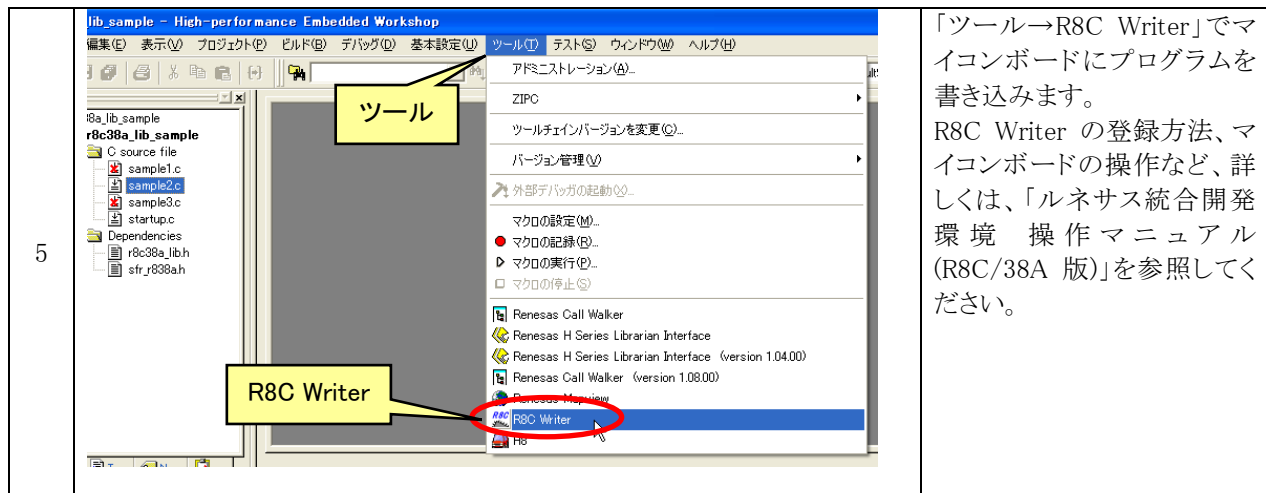 5
lib_sample - High-performance Embedded Workshop
編集(E) 表示(V) プロジェクト(P) ビルド(B) デバッグ(D) 基本設定(U) ツール(T) テスト(S) ウィンドウ(W) ヘルプ(H)
ツール
アドミニストレーション(A)...
ZIPC
ツールチェインバージョンを変更(C)...
バージョン管理(V)
外部デバッガの起動(X)...
マクロの設定(M)...
マクロの記録(R)...
マクロの実行(P)...
マクロの停止(S)
Renesas Call Walker
Renesas H Series Librarian Interface
Renesas H Series Librarian Interface (version 1.04.00)
Renesas Call Walker (version 1.08.00)
Renesas Mapview
R8C Writer
H8
8a_lib_sample
r8c38a_lib_sample
C source file
sample1.c
sample2.c
sample3.c
startup.c
Dependencies
r8c38a_lib.h
sfr_r838a.h
R8C Writer
「ツール→R8C Writer」でマ
イコンボードにプログラムを
書き込みます。
R8C Writer の登録方法、マ
イコンボードの操作など、詳
しくは、「ルネサス統合開発
環境 操作マニュアル
(R8C/38A 版)」を参照してく
ださい。